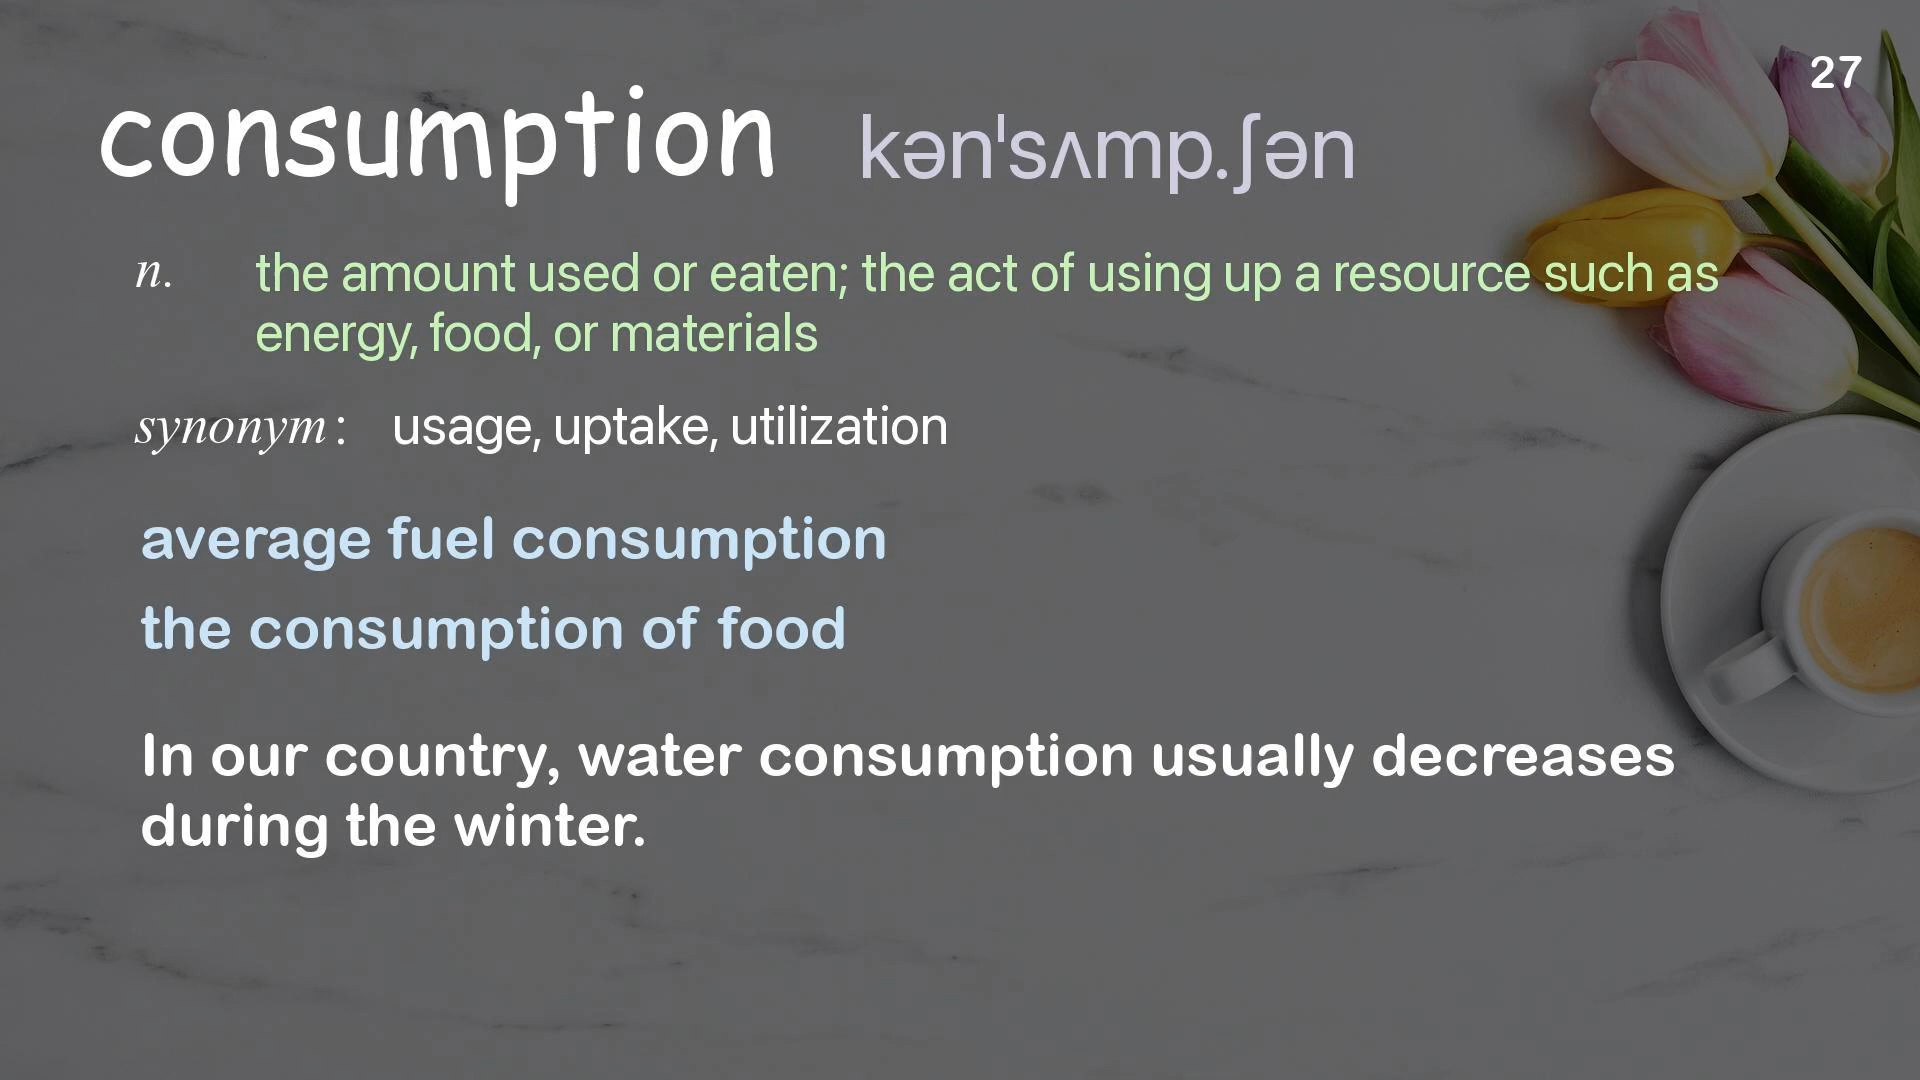 27
consumption kən'sʌmp.ʃən
n. the amount used or eaten; the act of using up a resource such as
energy, food, or materials
synonym : usage, uptake, utilization
average fuel consumption
the consumption of food
In our country, water consumption usually decreases
during the winter.